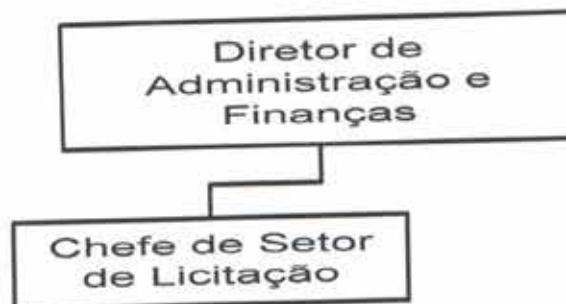 Diretor de
Administração e
Finanças
Chefe de Setor
de Licitação